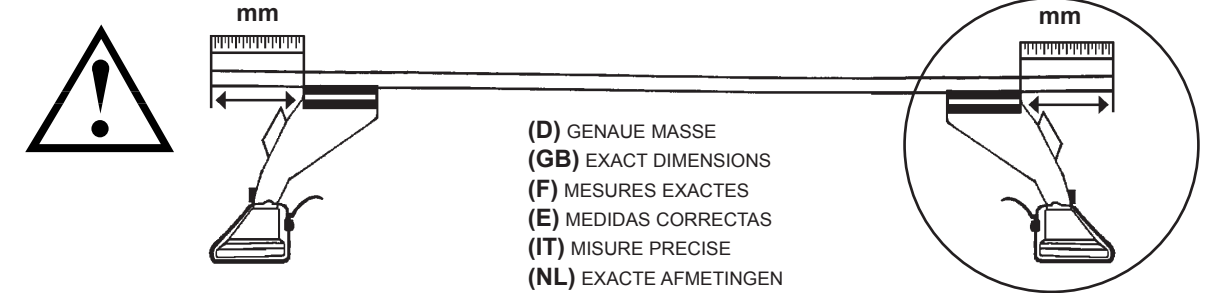 mm
mm
(D) GENAUE MASSE
(GB) EXACT DIMENSIONS
(F) MESURES EXACTES
(E) MEDIDAS CORRECTAS
(IT) MISURE PRECISE
(NL) EXACTE AFMETINGEN